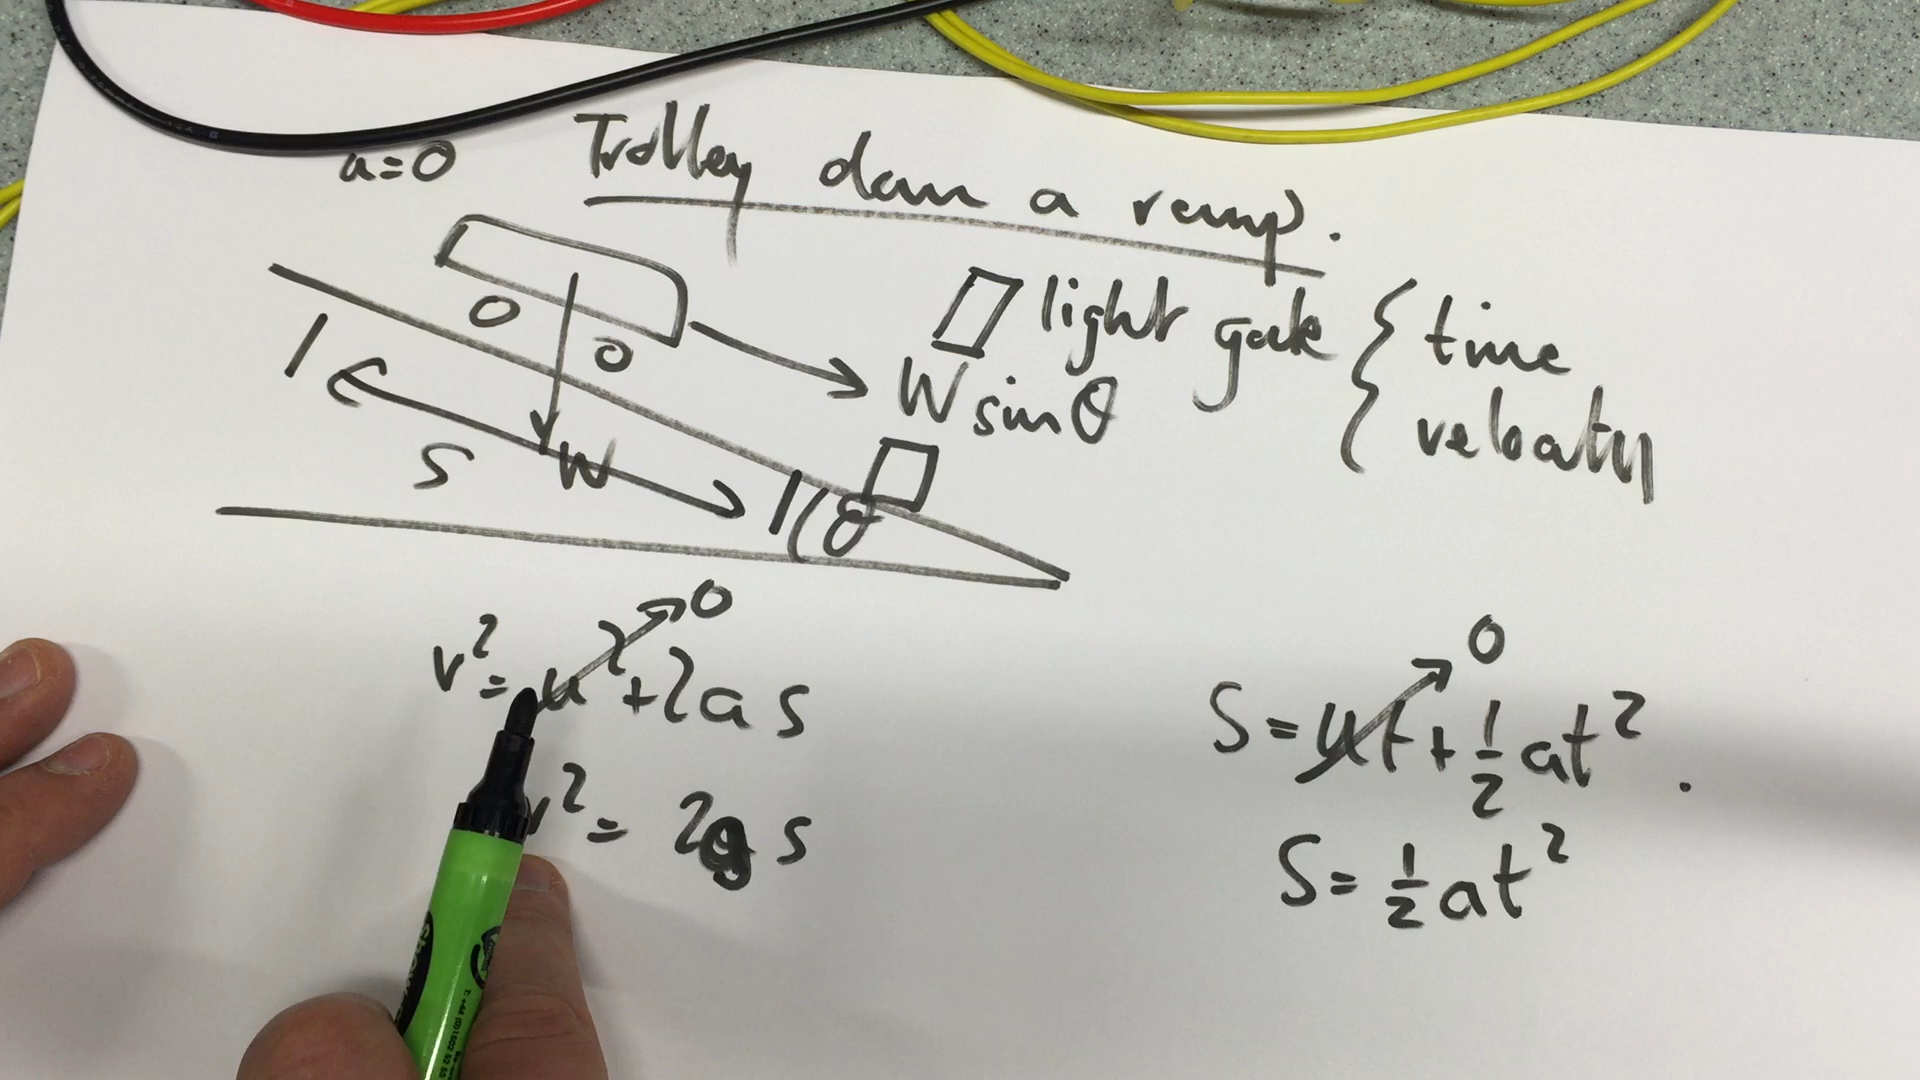 u=0
Trolley down a ramp.
light gate { time
velocity
W sin θ
S
W
θ
0
v² = u² + 2as
v² = 2gs
0
S = ut + ½at²
S = ½at²